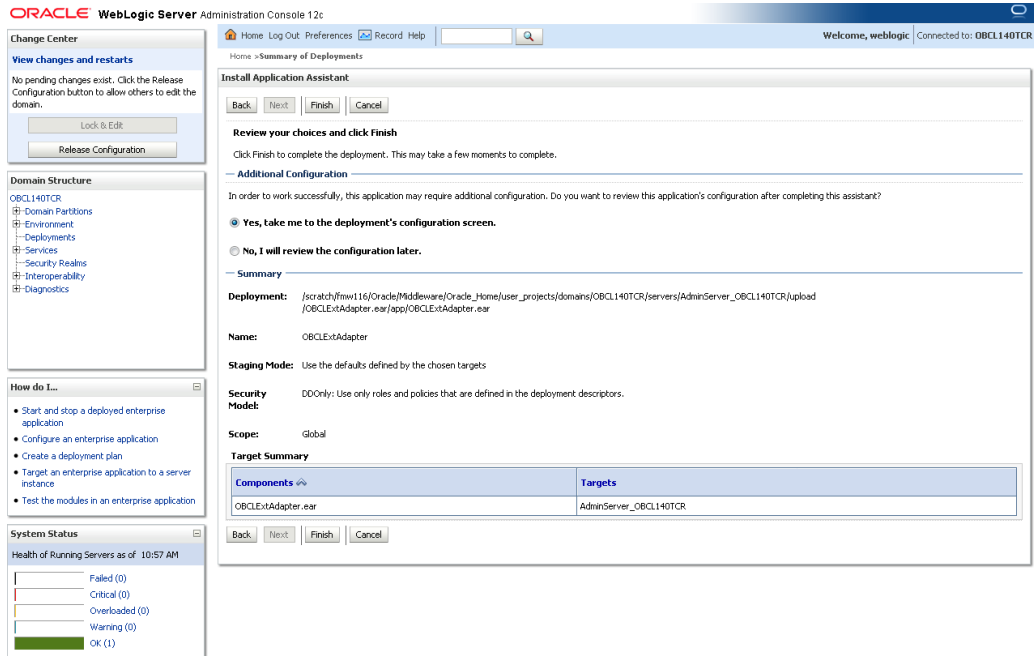 ORACLE WebLogic Server Administration Console 12c
Change Center
View changes and restarts
No pending changes exist. Click the Release
Configuration button to allow others to edit the
domain.
Lock & Edit
Release Configuration
Domain Structure
OBCL140TCR
Domain Partitions
Environment
Deployments
Services
Security Realms
Interoperability
Diagnostics
How do I...
Start and stop a deployed enterprise
application
Configure an enterprise application
Create a deployment plan
Target an enterprise application to a server
instance
Test the modules in an enterprise application
System Status
Health of Running Servers as of 10:57 AM
Failed (0)
Critical (0)
Overloaded (0)
Warning (0)
OK (1)
Home Log Out Preferences Record Help
Welcome, weblogic Connected to: OBCL140TCR
Home >Summary of Deployments
Install Application Assistant
Back Next Finish Cancel
Review your choices and click Finish
Click Finish to complete the deployment. This may take a few moments to complete.
Additional Configuration
In order to work successfully, this application may require additional configuration. Do you want to review this application's configuration after completing this assistant?
Yes, take me to the deployment's configuration screen.
No, I will review the configuration later.
Summary
Deployment: /scratch/fmw116/Oracle/Middleware/Oracle_Home/user_projects/domains/OBCL140TCR/servers/AdminServer_OBCL140TCR/upload
/OBCLExtAdapter.ear/app/OBCLExtAdapter.ear
Name: OBCLExtAdapter
Staging Mode: Use the defaults defined by the chosen targets
Security DDOnly: Use only roles and policies that are defined in the deployment descriptors.
Model:
Scope: Global
Target Summary
Components Targets
OBCLExtAdapter.ear AdminServer_OBCL140TCR
Back Next Finish Cancel